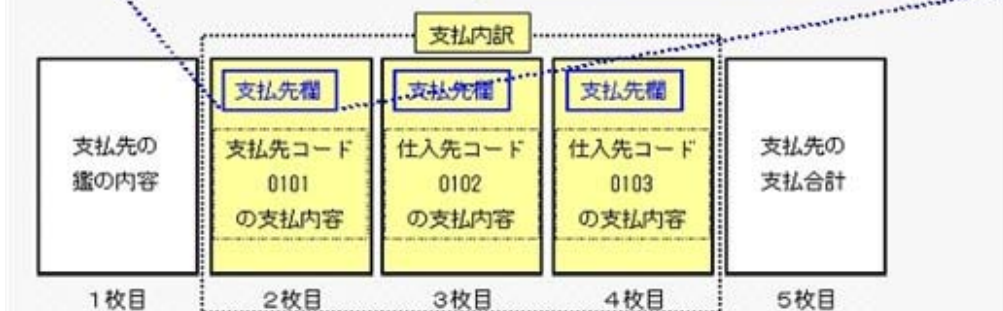 支払内訳
支払先の
鑑の内容
支払先欄
支払先コード
0101
の支払内容
支払先欄
仕入先コード
0102
の支払内容
支払先欄
仕入先コード
0103
の支払内容
支払先の
支払合計
1枚目
2枚目
3枚目
4枚目
5枚目